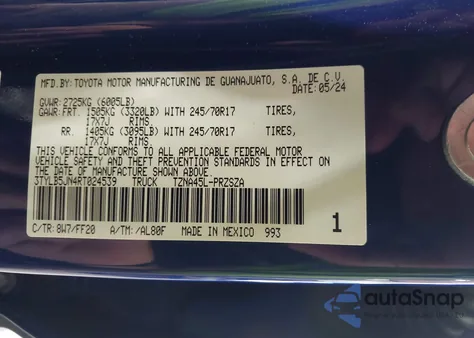 MFD.BY: TOYOTA MOTOR MANUFACTURING DE GUANAJUATO, S.A. DE C.V.
05/24
GVWR: 2725KG (6005LB)
GAWR: FRT. 1505KG (3320LB) WITH 245/70R17 TIRES,
17X7J RIMS.
RR. 1405KG (3095LB) WITH 245/70R17 TIRES,
17X7J RIMS.
THIS VEHICLE CONFORMS TO ALL APPLICABLE FEDERAL MOTOR
VEHICLE SAFETY AND THEFT PREVENTION STANDARDS IN EFFECT ON
THE DATE OF MANUFACTURE SHOWN ABOVE.
3TYLB5JN4RT024539 TRUCK TZNA45L-PRZSZA
C/TR: 8W7/FF20 A/TM: /AL80F MADE IN MEXICO 993
1
autoSnap